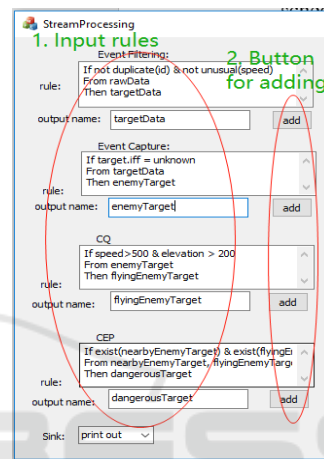 StreamProcessing
1. Input rules
2. Button
for adding
Event Filtering:
rule:
If not duplicate(id) & not unusual(speed)
From rawData
Then targetData
output name: targetData add
Event Capture:
rule:
If target.iff = unknown
From targetData
Then enemyTarget
output name: enemyTarget add
CQ
rule:
If speed>500 & elevation > 200
From enemyTarget
Then flyingEnemyTarget
output name: flyingEnemyTarget add
CEP
rule:
If exist(nearbyEnemyTarget) & exist(flyingE
From nearbyEnemyTarget, flyingEnemyTarge
Then dangerousTarget
output name: dangerousTarget add
Sink: print out